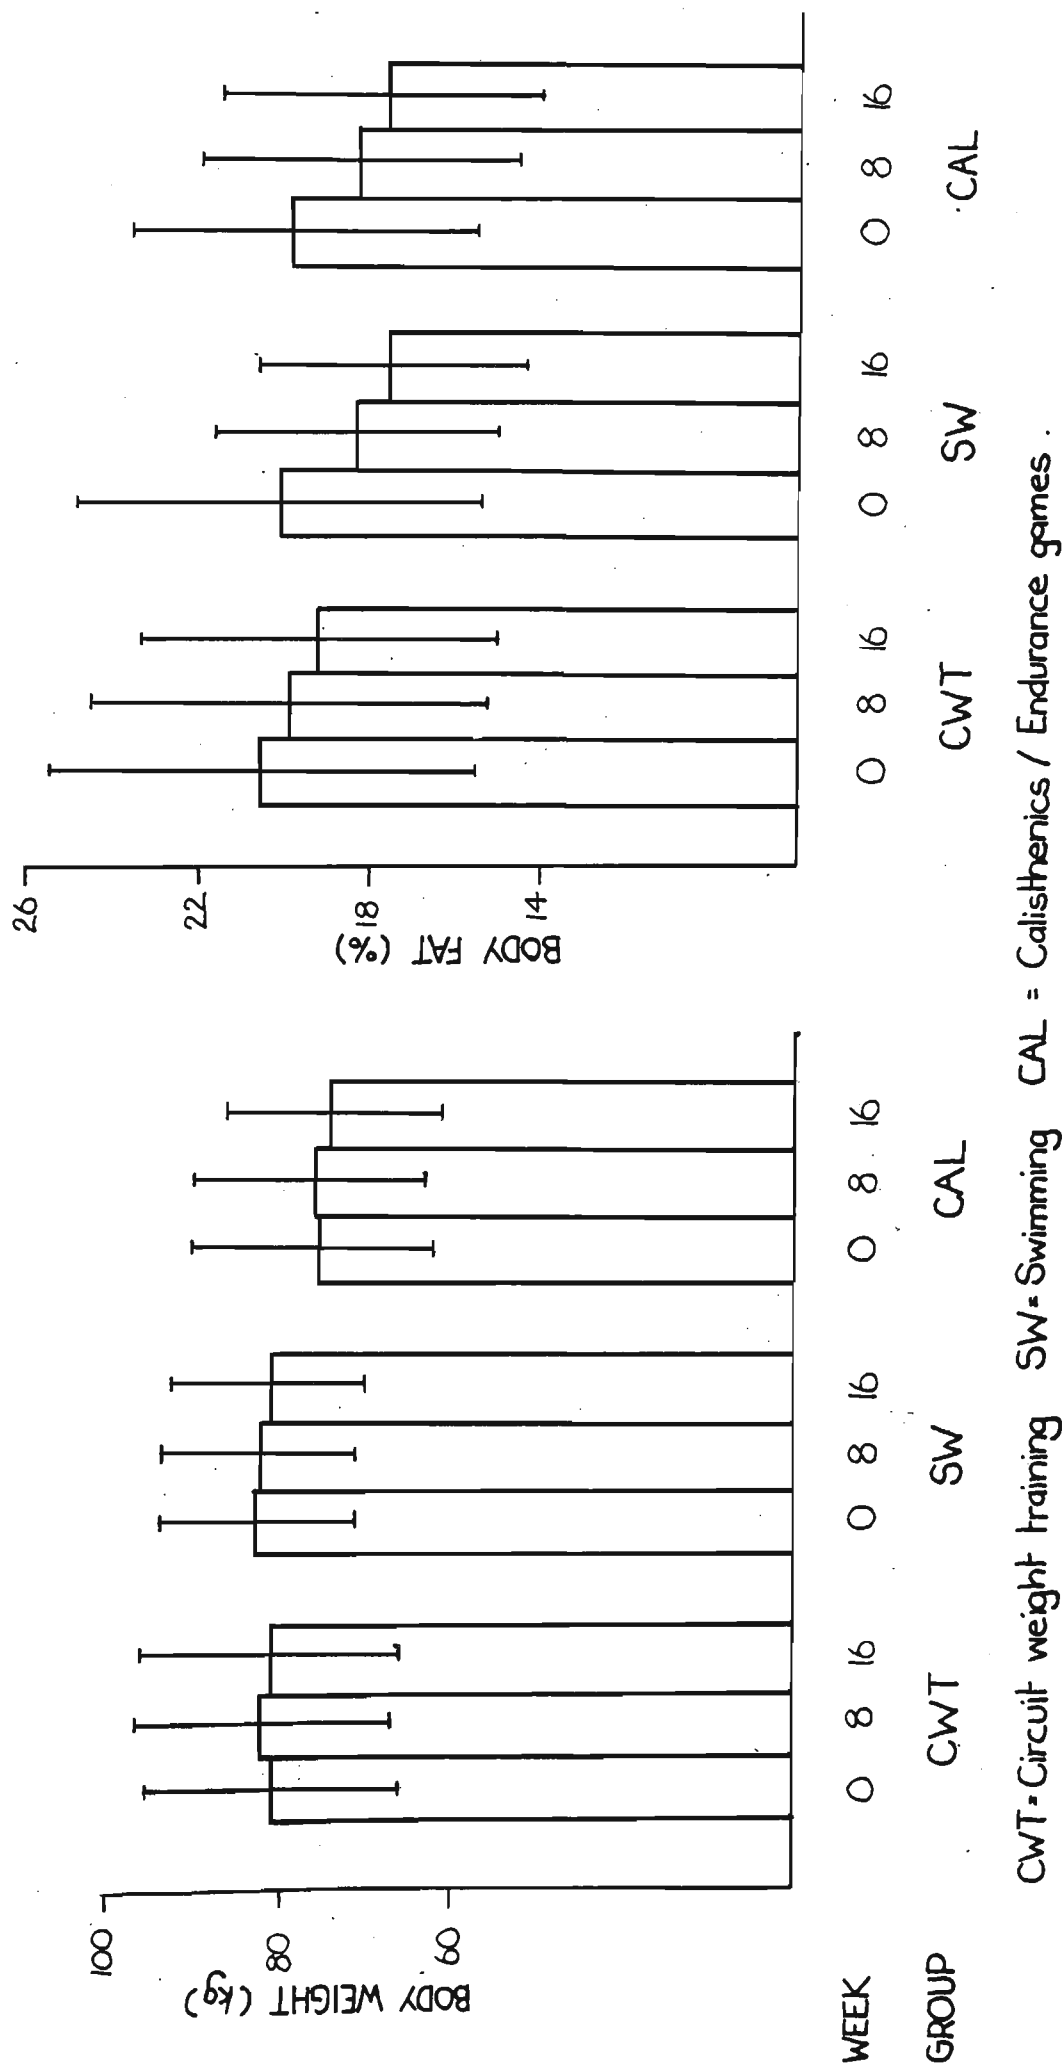 BODY WEIGHT (kg)
100
80
60
BODY FAT (%)
26
22
18
14
WEEK 0 8 16 0 8 16 0 8 16 0 8 16 0 8 16 0 8 16
GROUP CWT SW CAL CWT SW CAL
CWT=Circuit weight training SW=Swimming CAL = Calisthenics / Endurance games.